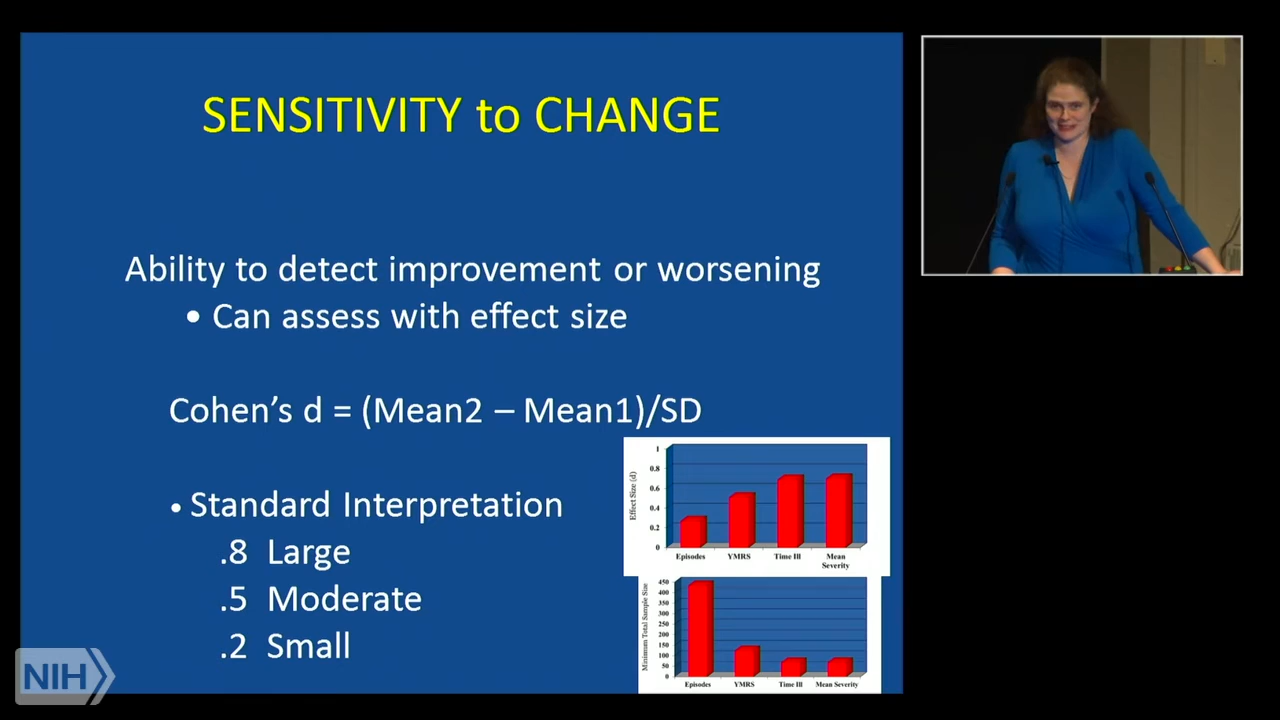 SENSITIVITY to CHANGE
Ability to detect improvement or worsening
• Can assess with effect size
Cohen's d = (Mean2 – Mean1)/SD
• Standard Interpretation
.8 Large
.5 Moderate
.2 Small
Effect Size (d)
1
0.8
0.6
0.4
0.2
0
Episodes YMRS Time Ill Mean
Severity
Minimum Total Sample Size
450
400
350
300
250
200
150
100
50
0
Episodes YMRS Time Ill Mean Severity
NIH